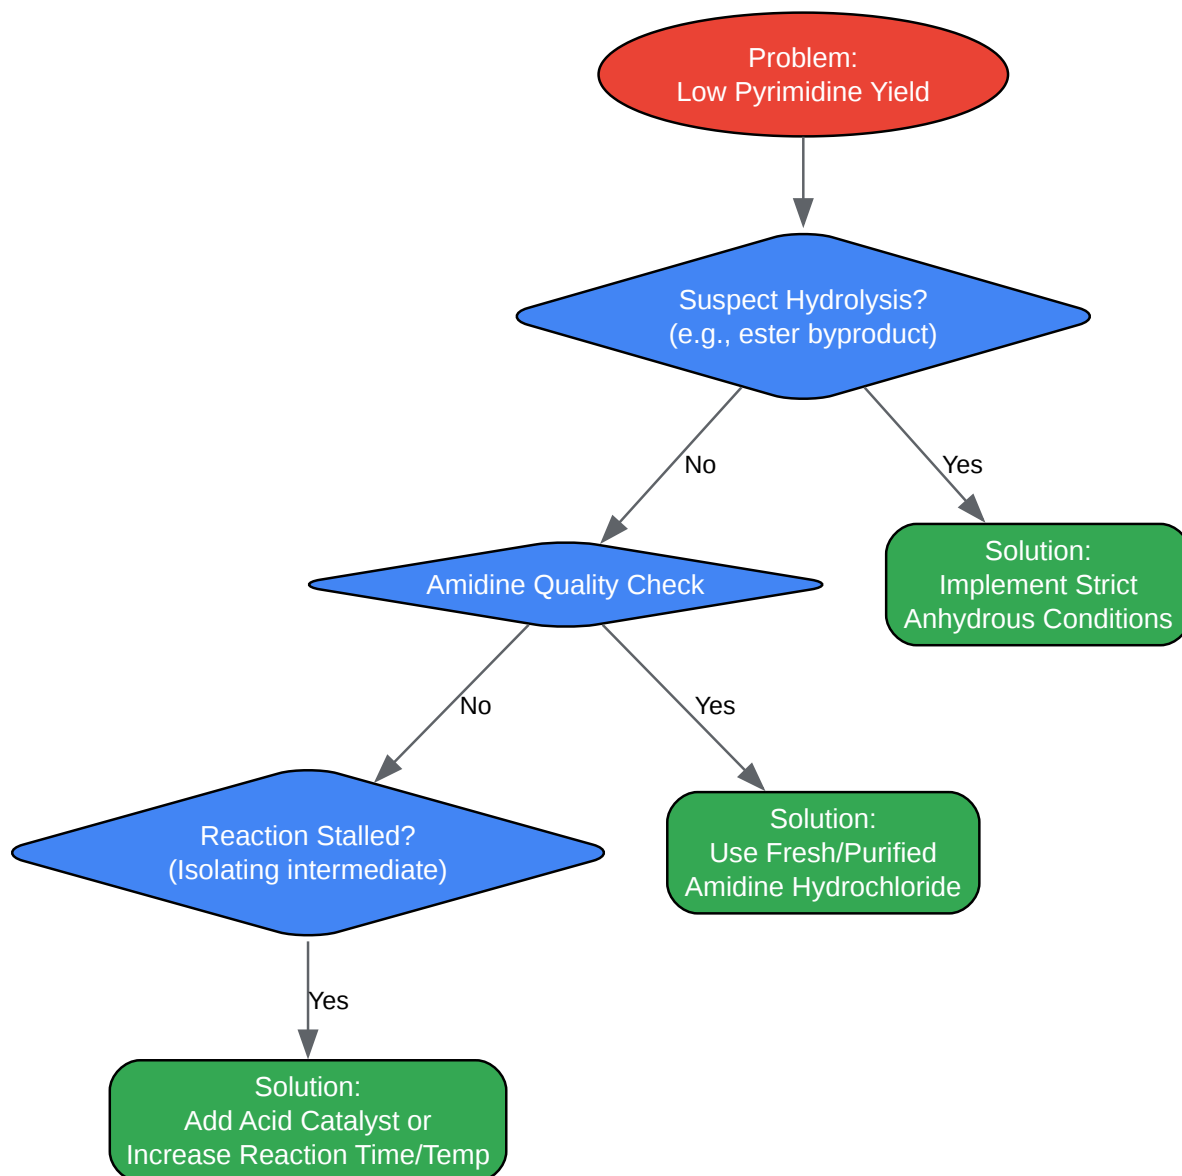 Problem:
Low Pyrimidine Yield
Suspect Hydrolysis?
(e.g., ester byproduct)
No
Yes
Solution:
Implement Strict
Anhydrous Conditions
Amidine Quality Check
No
Yes
Solution:
Use Fresh/Purified
Amidine Hydrochloride
Reaction Stalled?
(Isolating intermediate)
Yes
Solution:
Add Acid Catalyst or
Increase Reaction Time/Temp